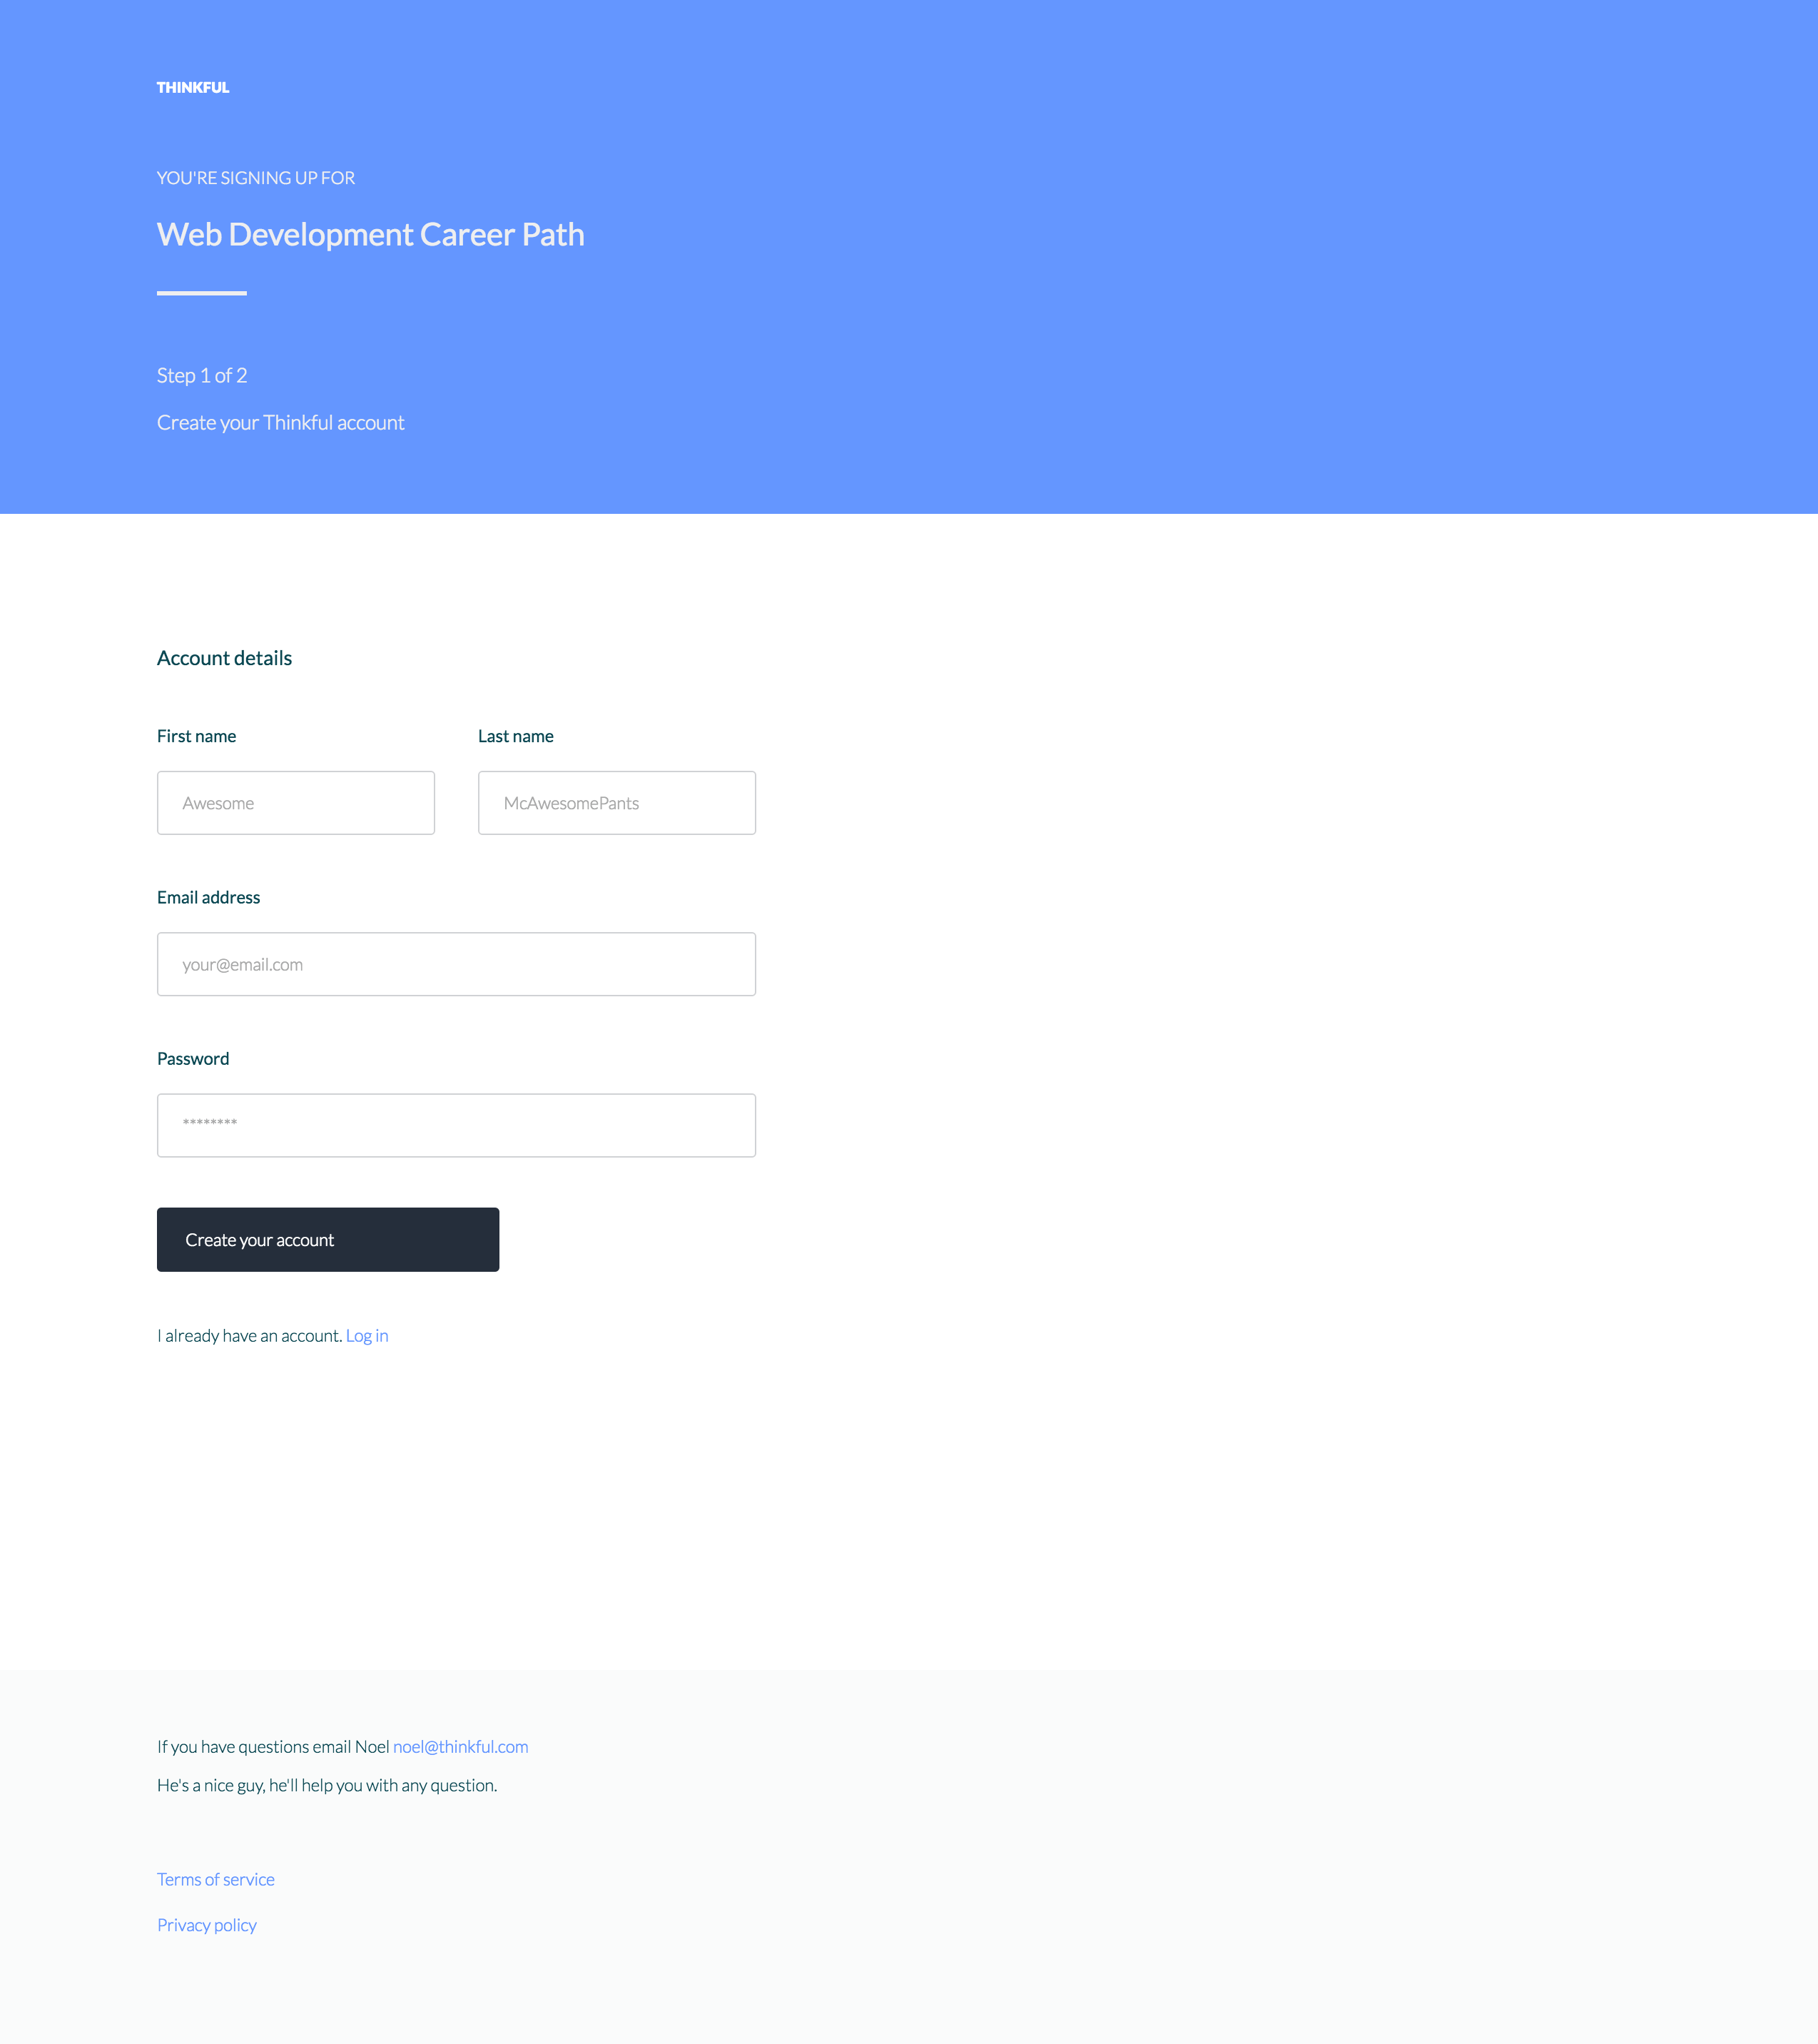 THINKFUL
YOU'RE SIGNING UP FOR
Web Development Career Path
Step 1 of 2
Create your Thinkful account
Account details
First name
Last name
Awesome
McAwesomePants
Email address
your@email.com
Password
********
Create your account
I already have an account. Log in
If you have questions email Noel noel@thinkful.com
He's a nice guy, he'll help you with any question.
Terms of service
Privacy policy